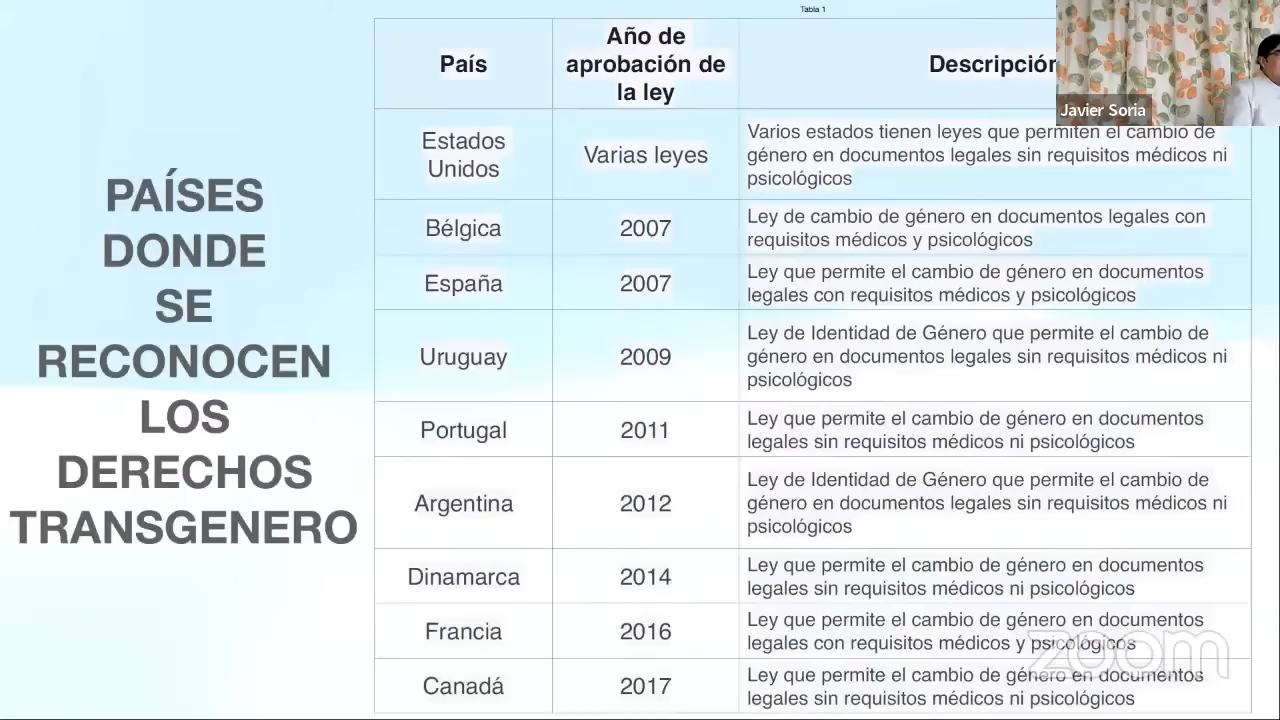 Tabla 1
PAÍSES
DONDE
SE
RECONOCEN
LOS
DERECHOS
TRANSGENERO
País
Año de
aprobación de
la ley
Descripción
Estados
Unidos
Varias leyes
Varios estados tienen leyes que permiten el cambio de
género en documentos legales sin requisitos médicos ni
psicológicos
Bélgica
2007
Ley de cambio de género en documentos legales con
requisitos médicos y psicológicos
España
2007
Ley que permite el cambio de género en documentos
legales con requisitos médicos y psicológicos
Uruguay
2009
Ley de Identidad de Género que permite el cambio de
género en documentos legales sin requisitos médicos ni
psicológicos
Portugal
2011
Ley que permite el cambio de género en documentos
legales sin requisitos médicos ni psicológicos
Argentina
2012
Ley de Identidad de Género que permite el cambio de
género en documentos legales sin requisitos médicos ni
psicológicos
Dinamarca
2014
Ley que permite el cambio de género en documentos
legales sin requisitos médicos ni psicológicos
Francia
2016
Ley que permite el cambio de género en documentos
legales con requisitos médicos y psicológicos
Canadá
2017
Ley que permite el cambio de género en documentos
legales sin requisitos médicos ni psicológicos
Javier Soria
zoom